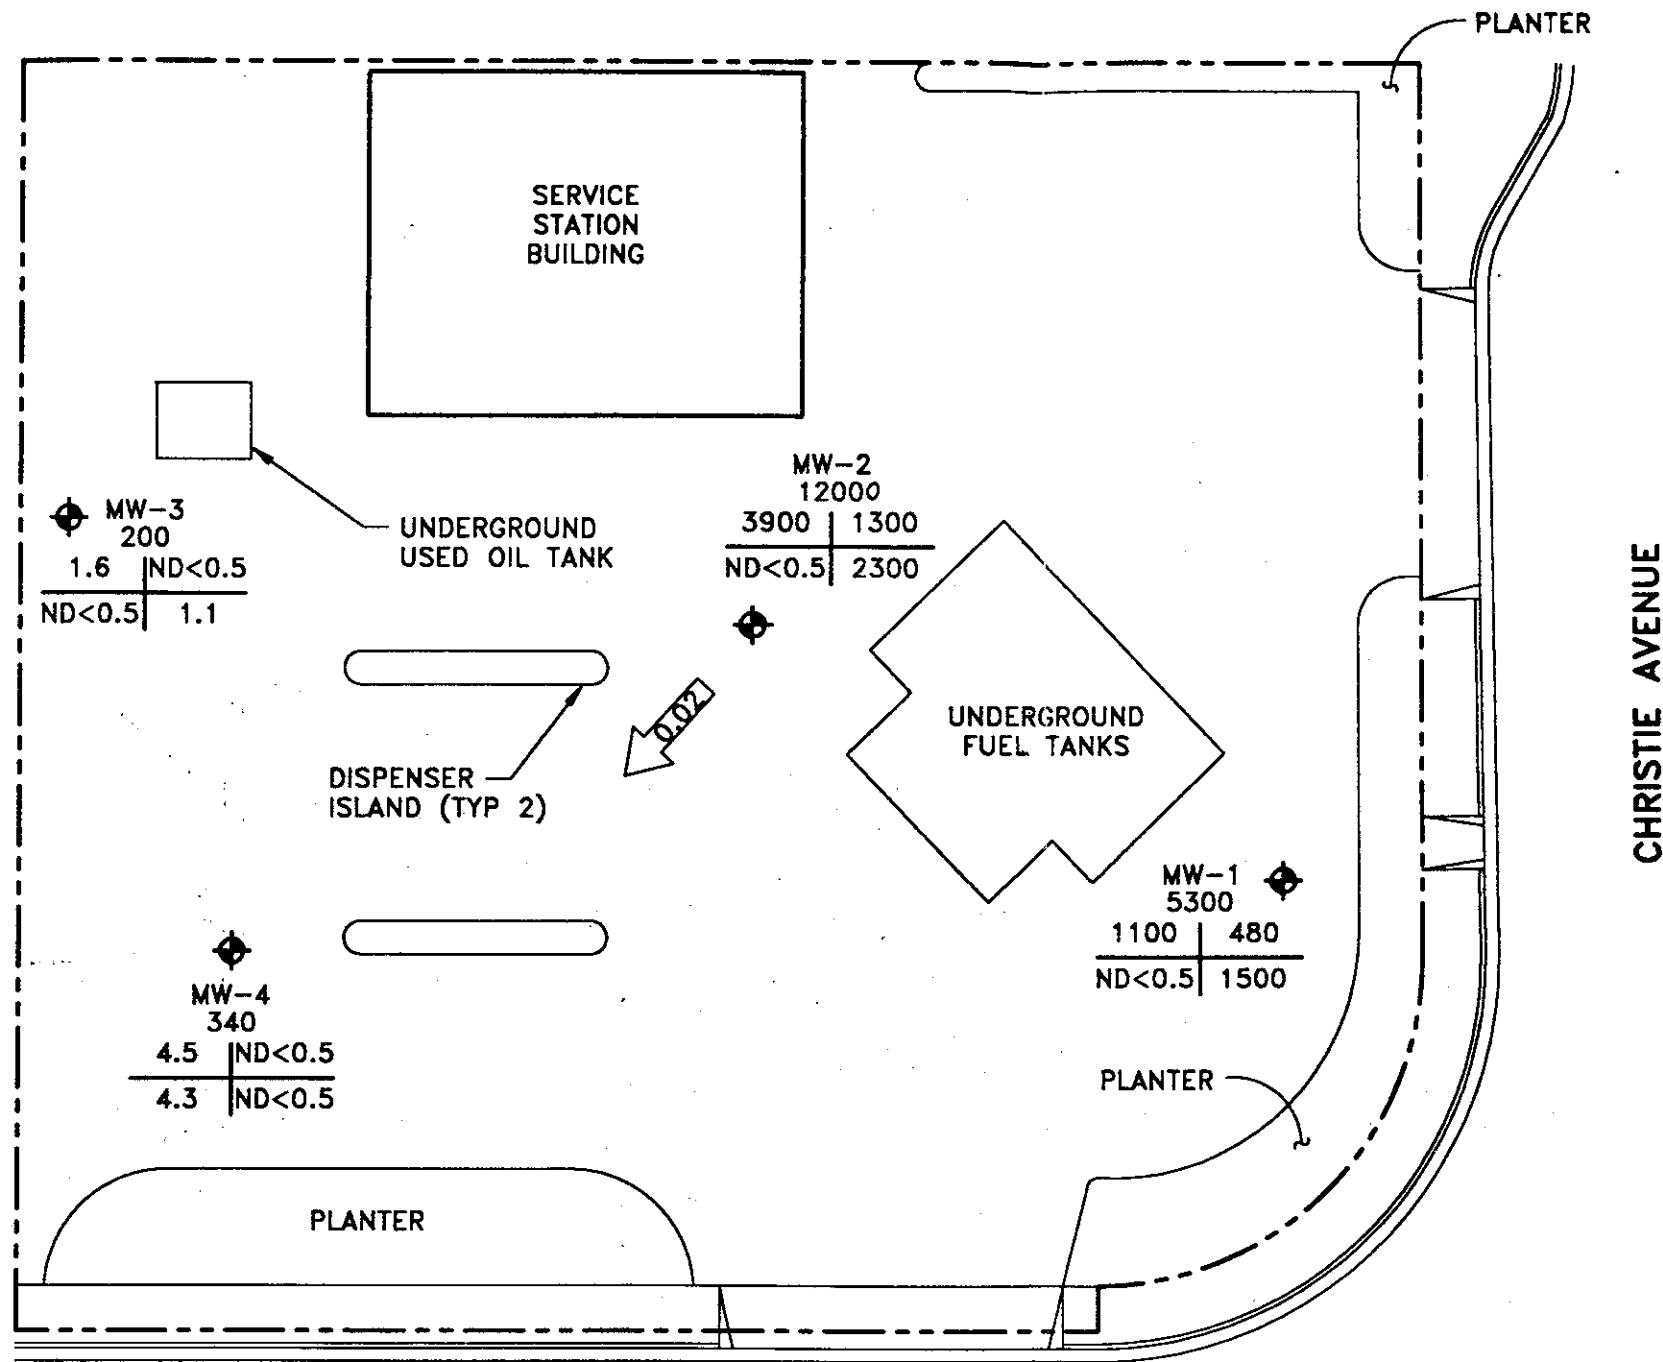 PLANTER
SERVICE
STATION
BUILDING
MW-2
12000
3900 1300
ND<0.5 2300
MW-3
200
1.6 ND<0.5
ND<0.5 1.1
UNDERGROUND
USED OIL TANK
CHRISTIE AVENUE
0.02
UNDERGROUND
FUEL TANKS
DISPENSER
ISLAND (TYP 2)
MW-1
5300
1100 480
ND<0.5 1500
MW-4
340
4.5 ND<0.5
4.3 ND<0.5
PLANTER
PLANTER